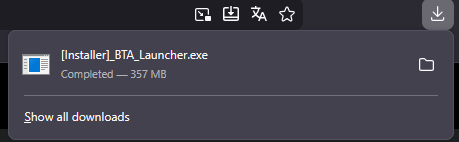 [Installer]_BTA_Launcher.exe
Completed — 357 MB
Show all downloads